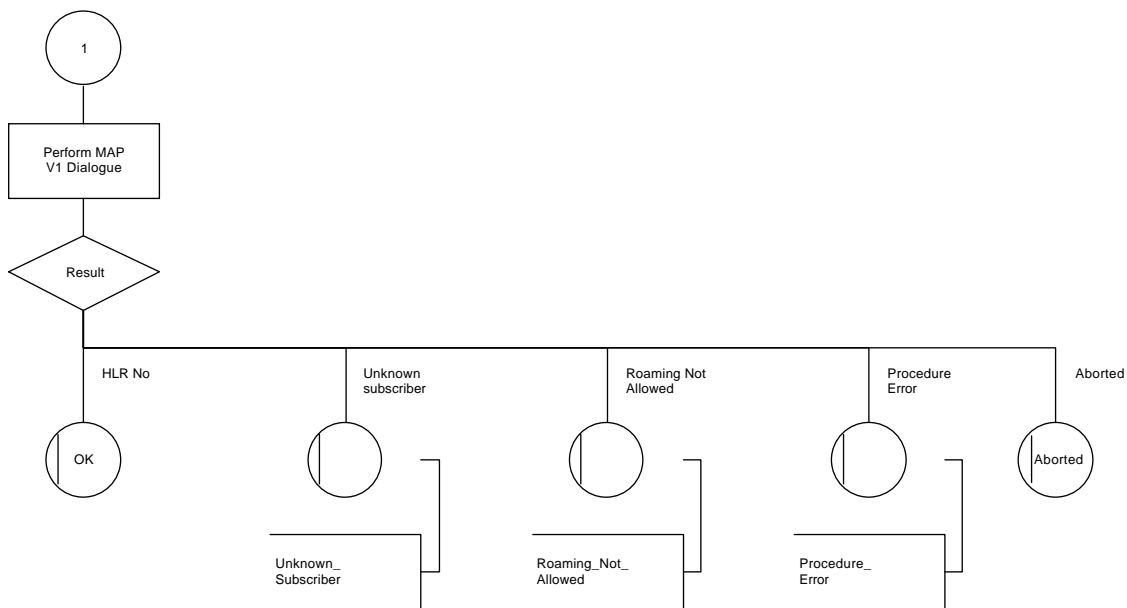 1
Perform MAP
V1 Dialogue
Result
HLR No
Unknown
subscriber
Roaming Not
Allowed
Procedure
Error
Aborted
OK
Aborted
Unknown_
Subscriber
Roaming_Not_
Allowed
Procedure_
Error